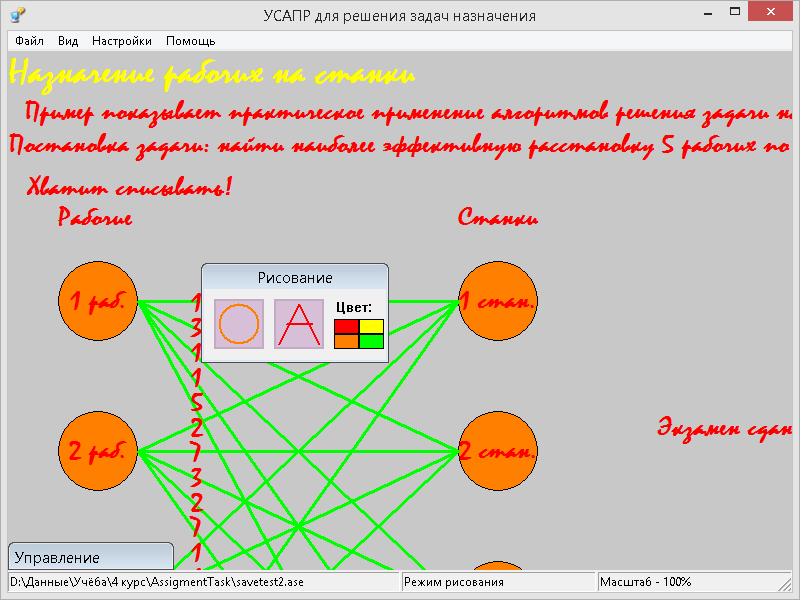 УСАПР для решения задач назначения
Файл Вид Настройки Помощь
Назначение рабочих на станки
Пример показывает практическое применение алгоритмов решения задачи
Постановка задачи: найти наиболее эффективную расстановку 5 рабочих по
Хватит списывать!
Рабочие Станки
Рисование
Цвет:
1 раб. 1 1 стан.
3
1
1
5
2
Экзамен сдан
2 раб. 7 2 стан.
3
2
7
1
Управление
D:\Данные\Учёба\4 курс\AssigmentTask\savetest2.ase Режим рисования Масштаб - 100%